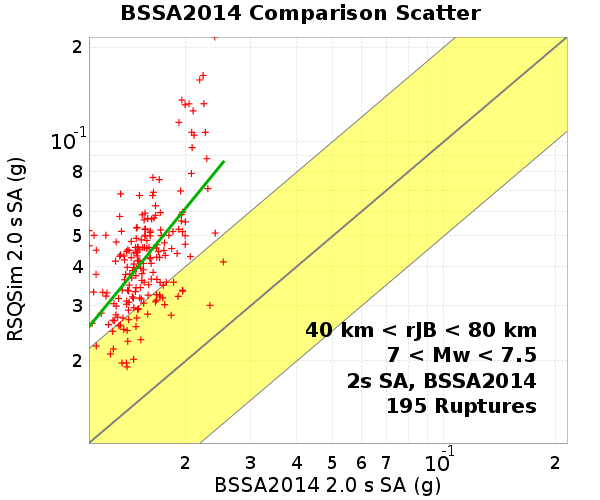 BSSA2014 Comparison Scatter
2
10-1
8
6
5
4
3
2
RSQSim 2.0 s SA (g)
40 km < rJB < 80 km
7 < Mw < 7.5
2s SA, BSSA2014
195 Ruptures
2 3 4 5 6 7 10-1 2
BSSA2014 2.0 s SA (g)